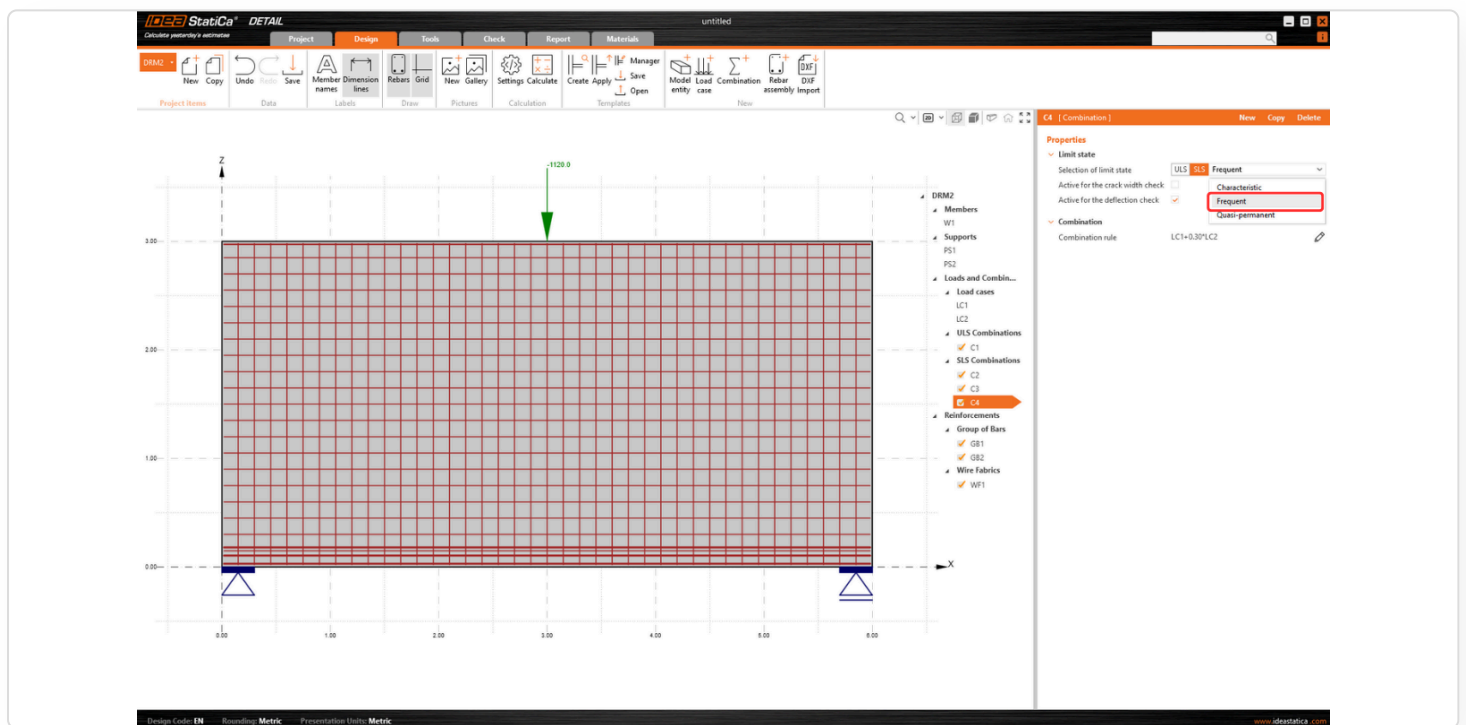 IDEA StatiCa® DETAIL
untitled
Calculate yesterday's estimates
Project Design Tools Check Report Materials
DRM2
New Copy Undo Redo Save Member names Dimension lines Rebars Grid New Gallery Settings Calculate Create Apply Manager Save Open Model entity Load case Combination Rebar assembly DXF Import
Project items Data Labels Draw Pictures Calculation Templates New
C4 [ Combination ] New Copy Delete
Properties
Limit state
Selection of limit state ULS SLS Frequent
Active for the crack width check
Characteristic
Active for the deflection check
Frequent
Quasi-permanent
Combination
Combination rule LC1+0.30*LC2
DRM2
Members
W1
Supports
PS1
PS2
Loads and Combin...
Load cases
LC1
LC2
ULS Combinations
C1
SLS Combinations
C2
C3
C4
Reinforcements
Group of Bars
GB1
GB2
Wire Fabrics
WF1
Z
-1120.0
3.00
2.00
1.00
0.00
X
0.00 1.00 2.00 3.00 4.00 5.00 6.00
Design Code: EN Rounding: Metric Presentation Units: Metric
www.ideastatica.com